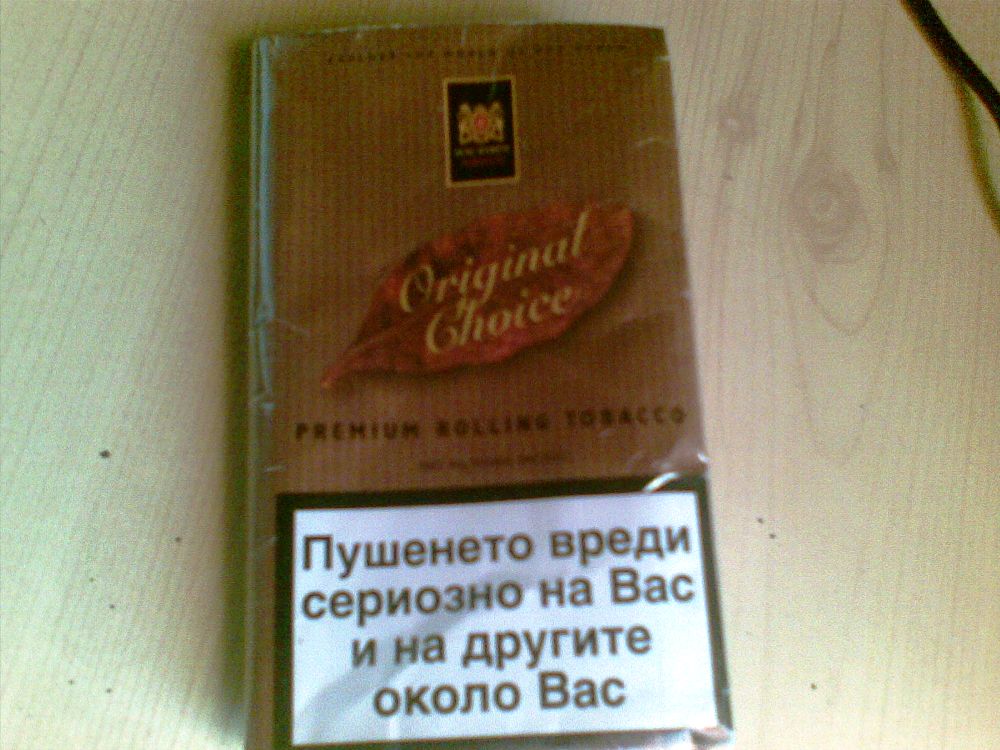 Original
Choice
PREMIUM ROLLING TOBACCO
Пушенето вреди
сериозно на Вас
и на другите
около Вас